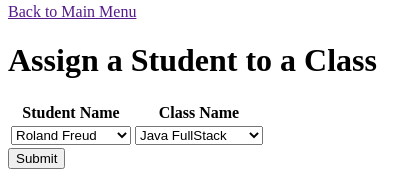 Back to Main Menu
Assign a Student to a Class
Student Name Class Name
Roland Freud Java FullStack
Submit